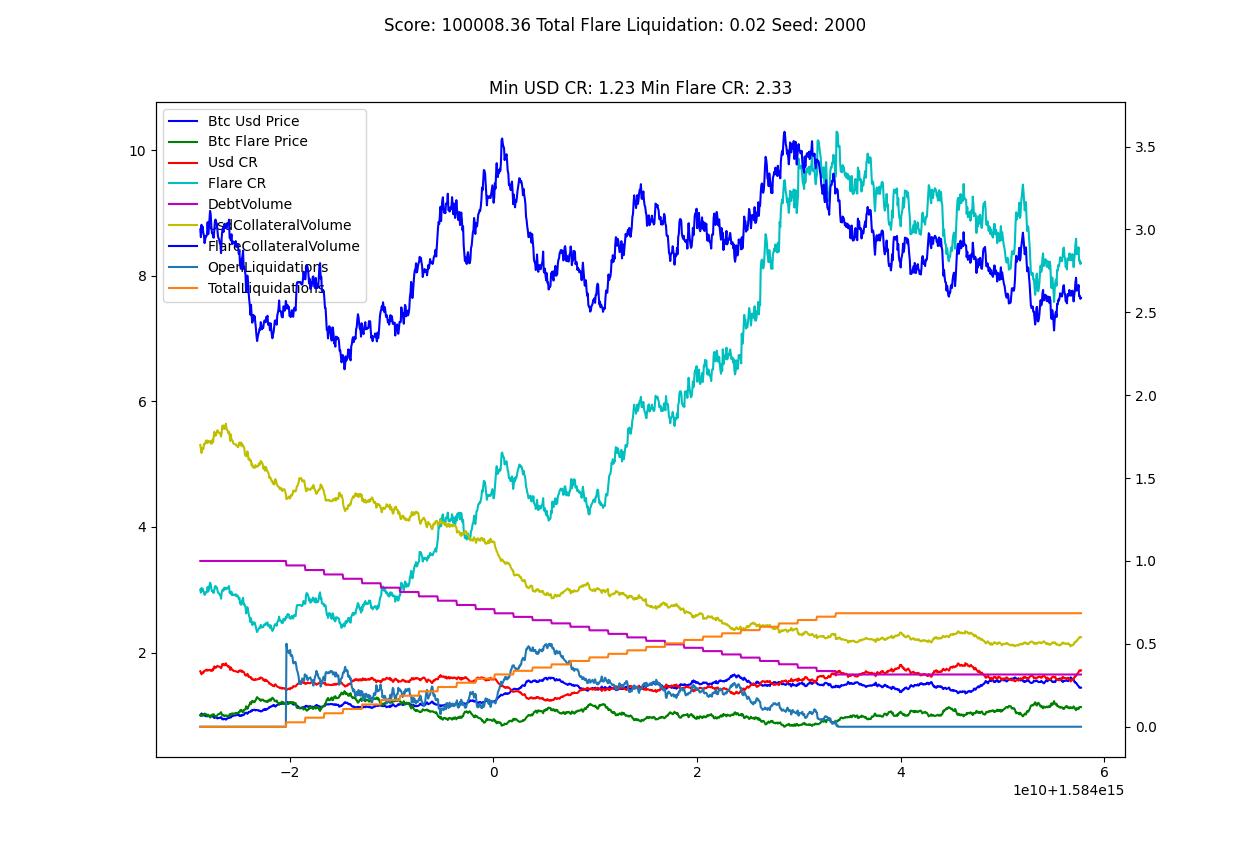 Score: 100008.36 Total Flare Liquidation: 0.02 Seed: 2000
Min USD CR: 1.23 Min Flare CR: 2.33
Btc Usd Price
Btc Flare Price
Usd CR
Flare CR
DebtVolume
UsdCollateralVolume
FlareCollateralVolume
OpenLiquidations
TotalLiquidations
10
8
6
4
2
3.5
3.0
2.5
2.0
1.5
1.0
0.5
0.0
−2
0
2
4
6
1e10+1.584e15